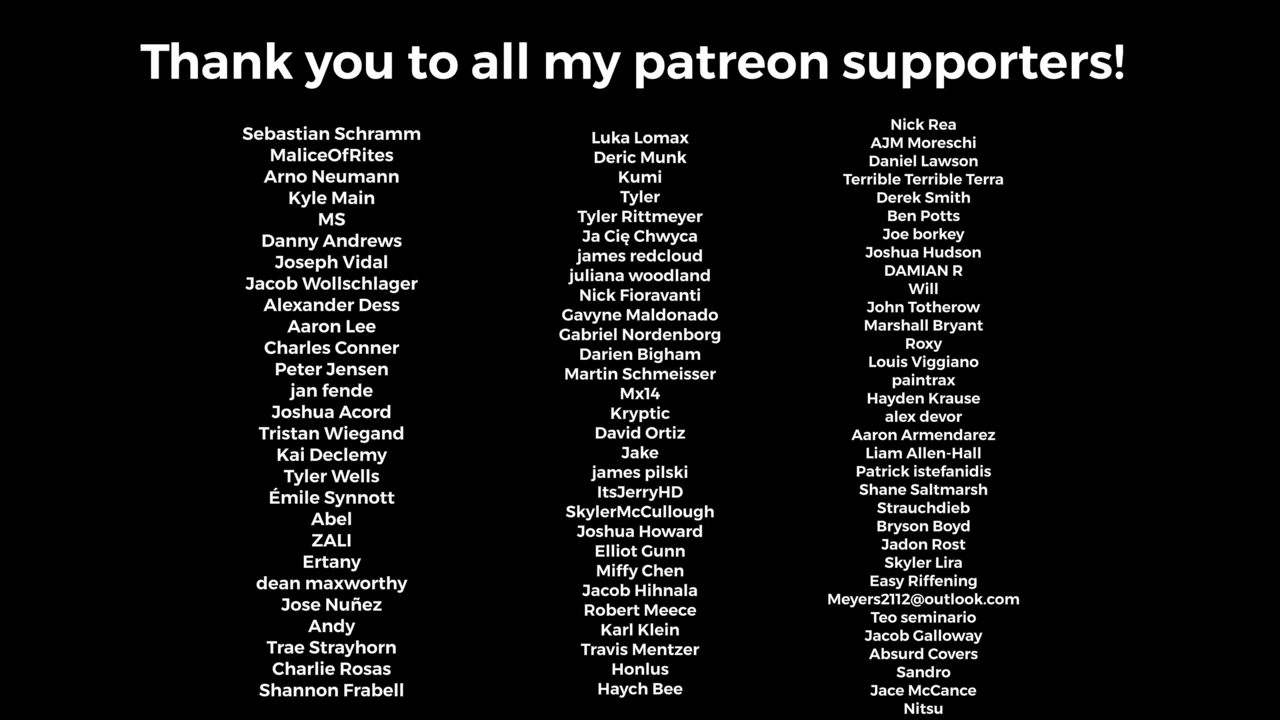 Thank you to all my patreon supporters!
Sebastian Schramm
MaliceOfRites
Arno Neumann
Kyle Main
MS
Danny Andrews
Joseph Vidal
Jacob Wollschlager
Alexander Dess
Aaron Lee
Charles Conner
Peter Jensen
jan fende
Joshua Acord
Tristan Wiegand
Kai Declemy
Tyler Wells
Émile Synnott
Abel
ZALI
Ertany
dean maxworthy
Jose Nuñez
Andy
Trae Strayhorn
Charlie Rosas
Shannon Frabell
Luka Lomax
Deric Munk
Kumi
Tyler
Tyler Rittmeyer
Ja Cię Chwyca
james redcloud
juliana woodland
Nick Fioravanti
Gavyne Maldonado
Gabriel Nordenborg
Darien Bigham
Martin Schmeisser
Mx14
Kryptic
David Ortiz
Jake
james pilski
ItsJerryHD
SkylerMcCullough
Joshua Howard
Elliot Gunn
Miffy Chen
Jacob Hihnala
Robert Meece
Karl Klein
Travis Mentzer
Honlus
Haych Bee
Nick Rea
AJM Moreschi
Daniel Lawson
Terrible Terrible Terra
Derek Smith
Ben Potts
Joe borkey
Joshua Hudson
DAMIAN R
Will
John Totherow
Marshall Bryant
Roxy
Louis Viggiano
paintrax
Hayden Krause
alex devor
Aaron Armendarez
Liam Allen-Hall
Patrick istefanidis
Shane Saltmarsh
Strauchdieb
Bryson Boyd
Jadon Rost
Skyler Lira
Easy Riffening
Meyers2112@outlook.com
Teo seminario
Jacob Galloway
Absurd Covers
Sandro
Jace McCance
Nitsu